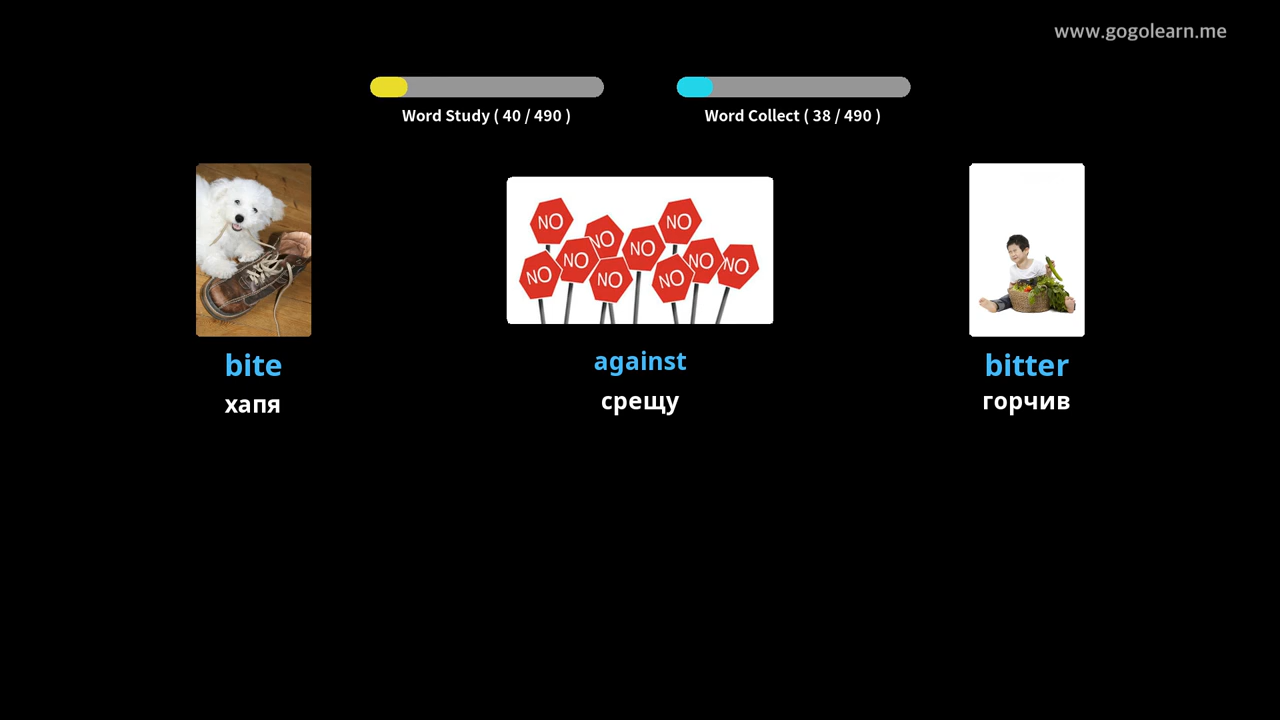 www.gogolearn.me
Word Study ( 40 / 490 )
Word Collect ( 38 / 490 )
NO
NO
NO
NO
NO
NO
NO
NO
NO
NO
bite
against
bitter
хапя
срещу
горчив